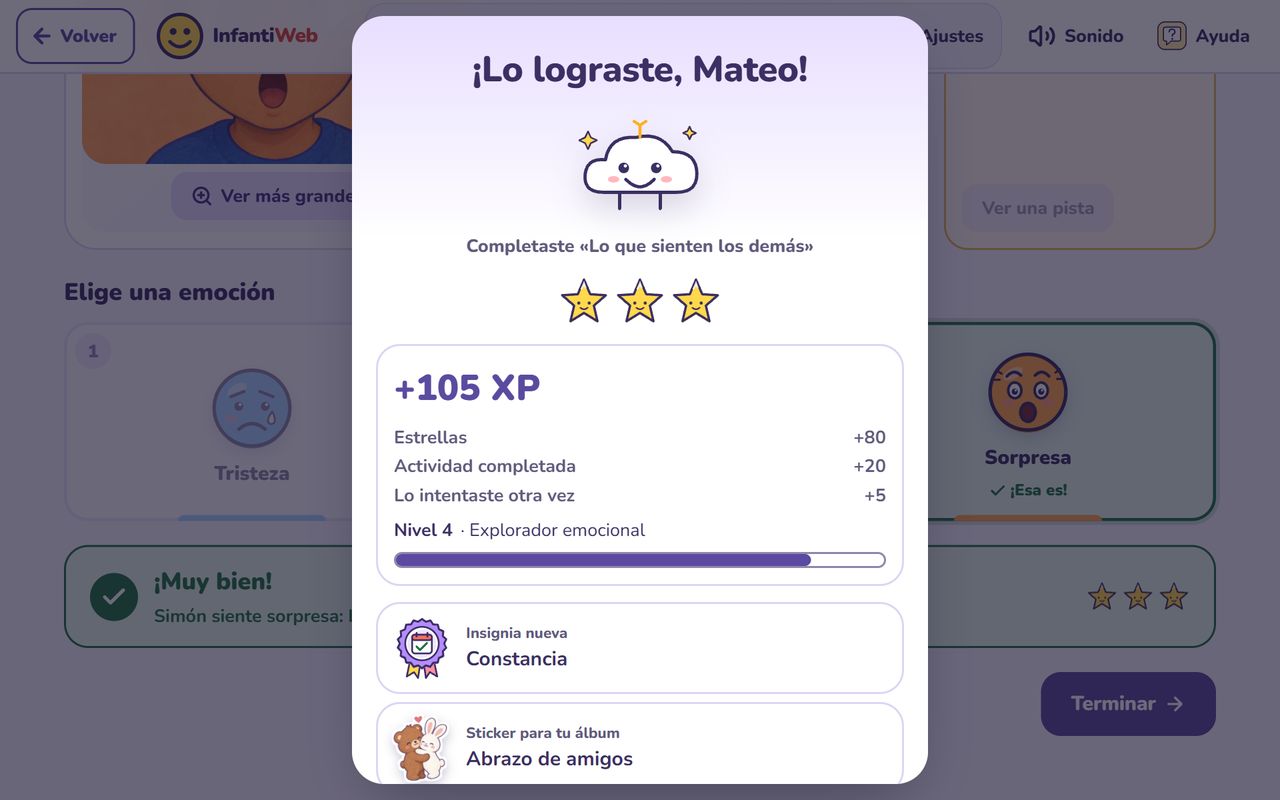 Volver
InfantiWeb
Ajustes
Sonido
Ayuda
¡Lo lograste, Mateo!
Ver más grande
Ver una pista
Completaste «Lo que sienten los demás»
Elige una emoción
1
Tristeza
Sorpresa
¡Esa es!
+105 XP
Estrellas +80
Actividad completada +20
Lo intentaste otra vez +5
Nivel 4 · Explorador emocional
¡Muy bien!
Simón siente sorpresa:
Insignia nueva
Constancia
Terminar
Sticker para tu álbum
Abrazo de amigos